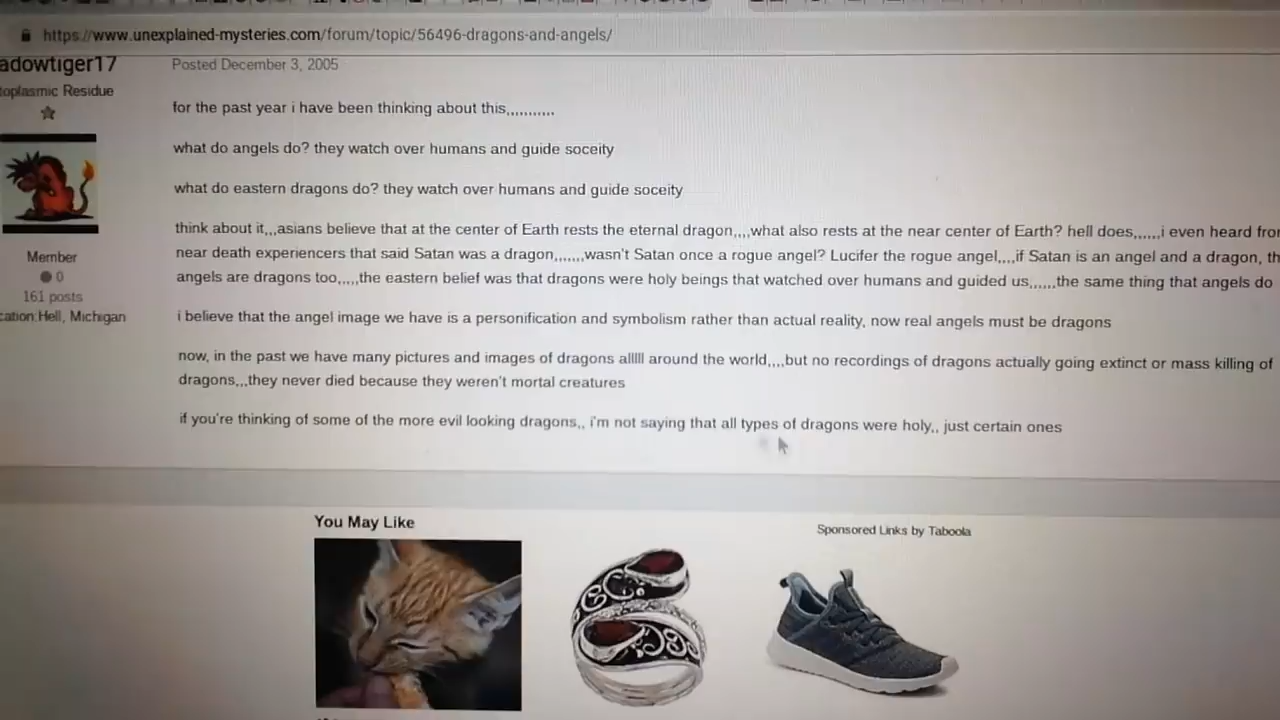 https://www.unexplained-mysteries.com/forum/topic/56496-dragons-and-angels/
adowtiger17
Posted December 3, 2005
toplasmic Residue
for the past year i have been thinking about this,,,,,,,,,,,
what do angels do? they watch over humans and guide soceity
what do eastern dragons do? they watch over humans and guide soceity
think about it,,,asians believe that at the center of Earth rests the eternal dragon,,,,what also rests at the near center of Earth? hell does,,,,,,i even heard from
near death experiencers that said Satan was a dragon,,,,,,,wasn't Satan once a rogue angel? Lucifer the rogue angel,,,,if Satan is an angel and a dragon, th
angels are dragons too,,,,,the eastern belief was that dragons were holy beings that watched over humans and guided us,,,,,,the same thing that angels do
Member
0
161 posts
cation:Hell, Michigan
i believe that the angel image we have is a personification and symbolism rather than actual reality, now real angels must be dragons
now, in the past we have many pictures and images of dragons alllll around the world,,,,but no recordings of dragons actually going extinct or mass killing of
dragons,,,they never died because they weren't mortal creatures
if you're thinking of some of the more evil looking dragons,, i'm not saying that all types of dragons were holy,, just certain ones
You May Like
Sponsored Links by Taboola